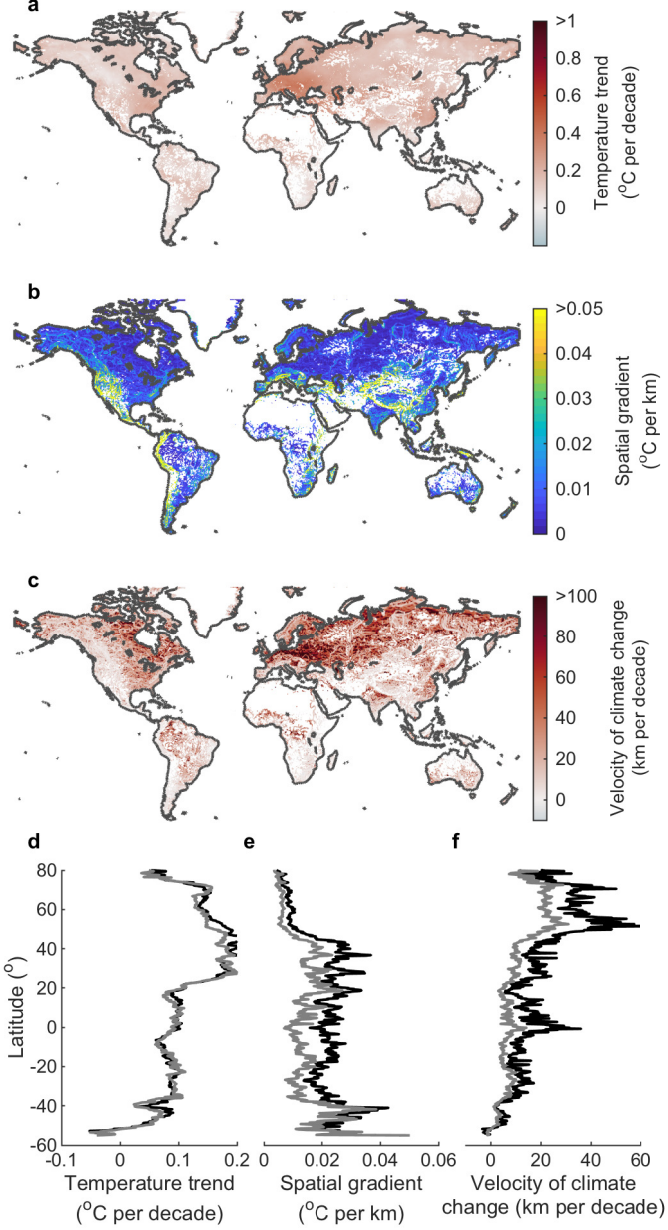 a
>1
0.8
0.6
0.4
0.2
0
Temperature trend
(°C per decade)
b
>0.05
0.04
0.03
0.02
0.01
0
Spatial gradient
(°C per km)
c
>100
80
60
40
20
0
Velocity of climate change
(km per decade)
d
e
f
80
60
40
20
0
-20
-40
-60
Latitude (°)
-0.1 0 0.1 0.2
Temperature trend
(°C per decade)
0 0.02 0.04 0.06
Spatial gradient
(°C per km)
0 20 40 60
Velocity of climate
change (km per decade)